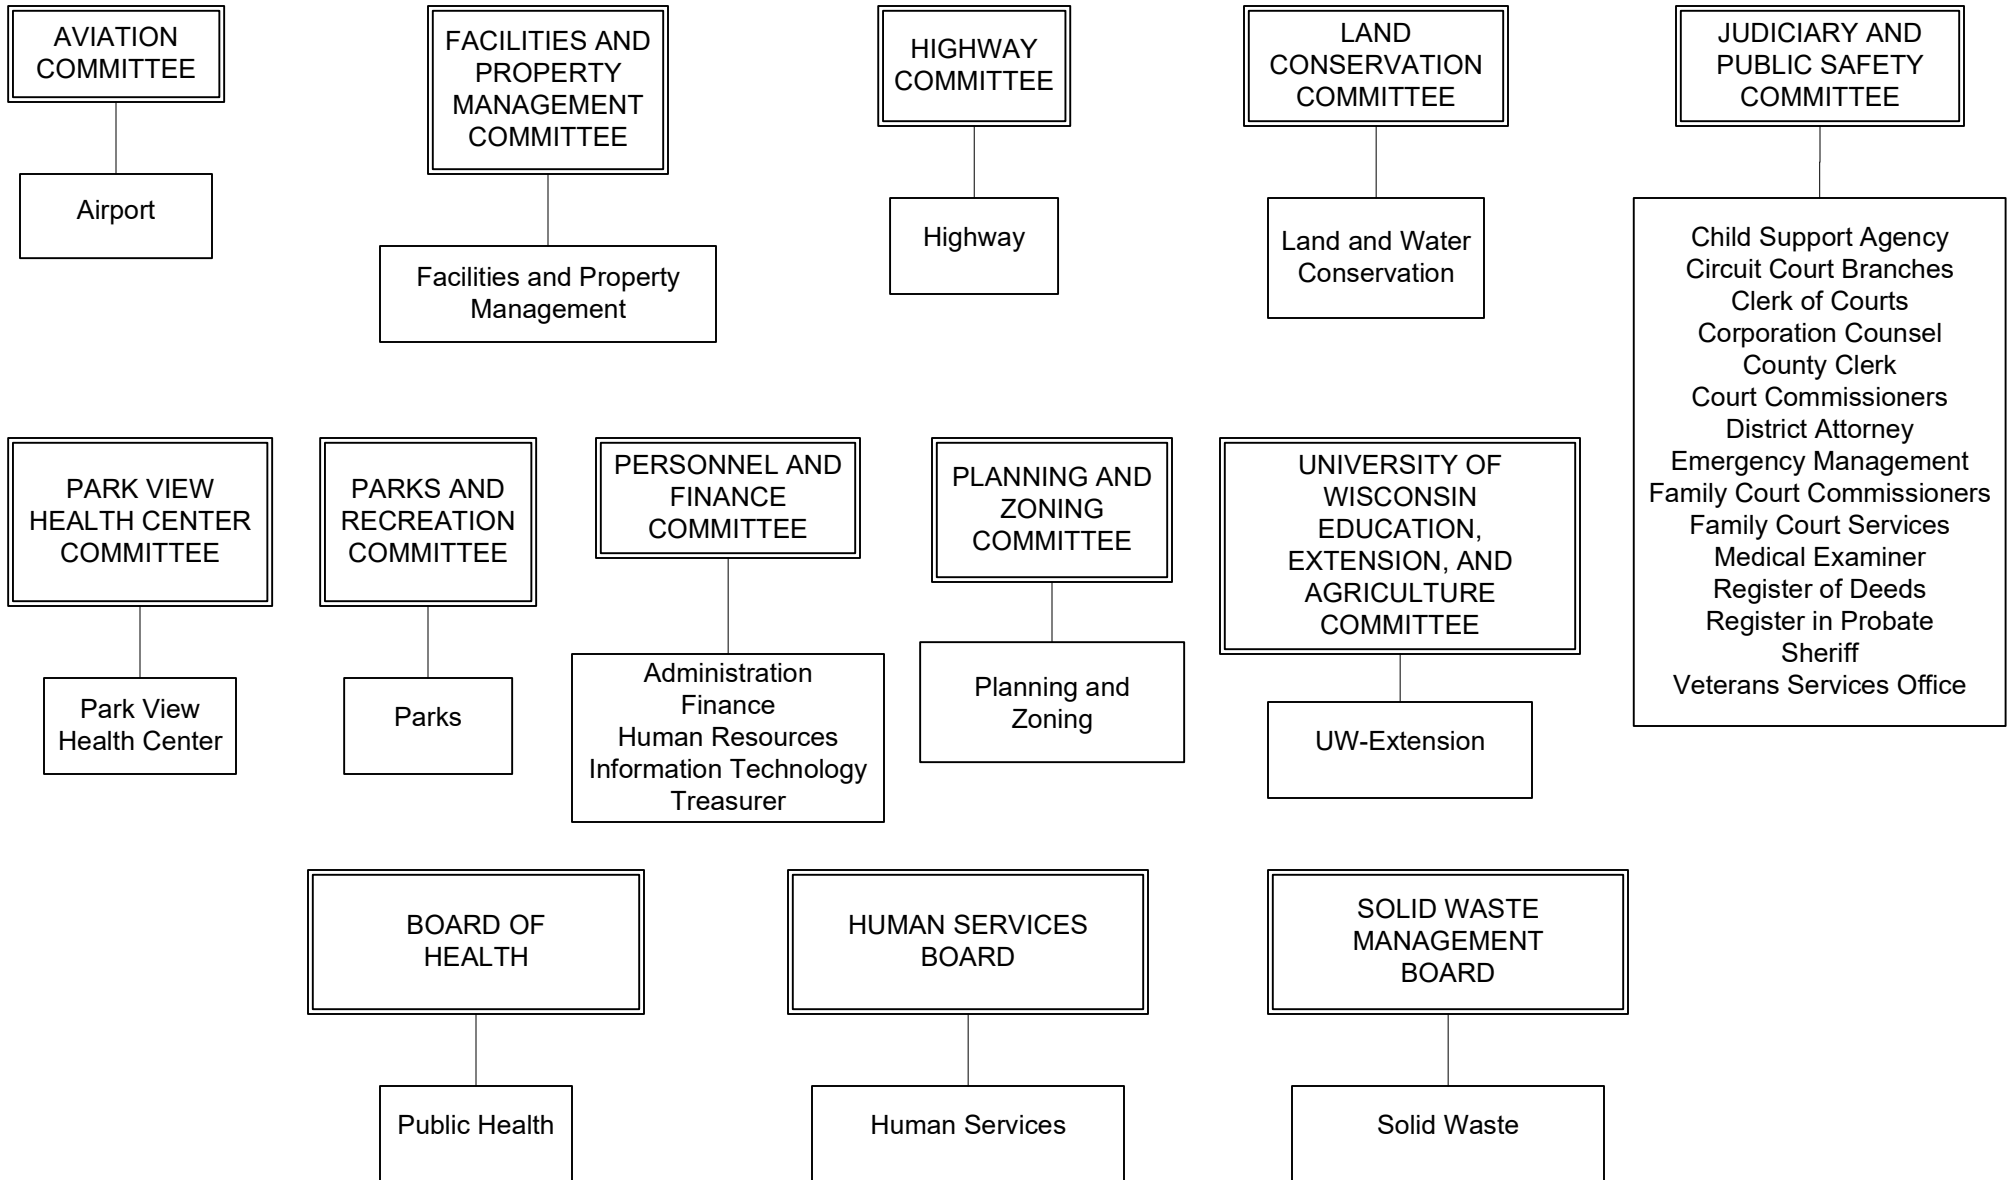 AVIATION
COMMITTEE
Airport
FACILITIES AND
PROPERTY
MANAGEMENT
COMMITTEE
Facilities and Property
Management
HIGHWAY
COMMITTEE
Highway
LAND
CONSERVATION
COMMITTEE
Land and Water
Conservation
JUDICIARY AND
PUBLIC SAFETY
COMMITTEE
Child Support Agency
Circuit Court Branches
Clerk of Courts
Corporation Counsel
County Clerk
Court Commissioners
District Attorney
Emergency Management
Family Court Commissioners
Family Court Services
Medical Examiner
Register of Deeds
Register in Probate
Sheriff
Veterans Services Office
PARK VIEW
HEALTH CENTER
COMMITTEE
Park View
Health Center
PARKS AND
RECREATION
COMMITTEE
Parks
PERSONNEL AND
FINANCE
COMMITTEE
Administration
Finance
Human Resources
Information Technology
Treasurer
PLANNING AND
ZONING
COMMITTEE
Planning and
Zoning
UNIVERSITY OF
WISCONSIN
EDUCATION,
EXTENSION, AND
AGRICULTURE
COMMITTEE
UW-Extension
BOARD OF
HEALTH
Public Health
HUMAN SERVICES
BOARD
Human Services
SOLID WASTE
MANAGEMENT
BOARD
Solid Waste